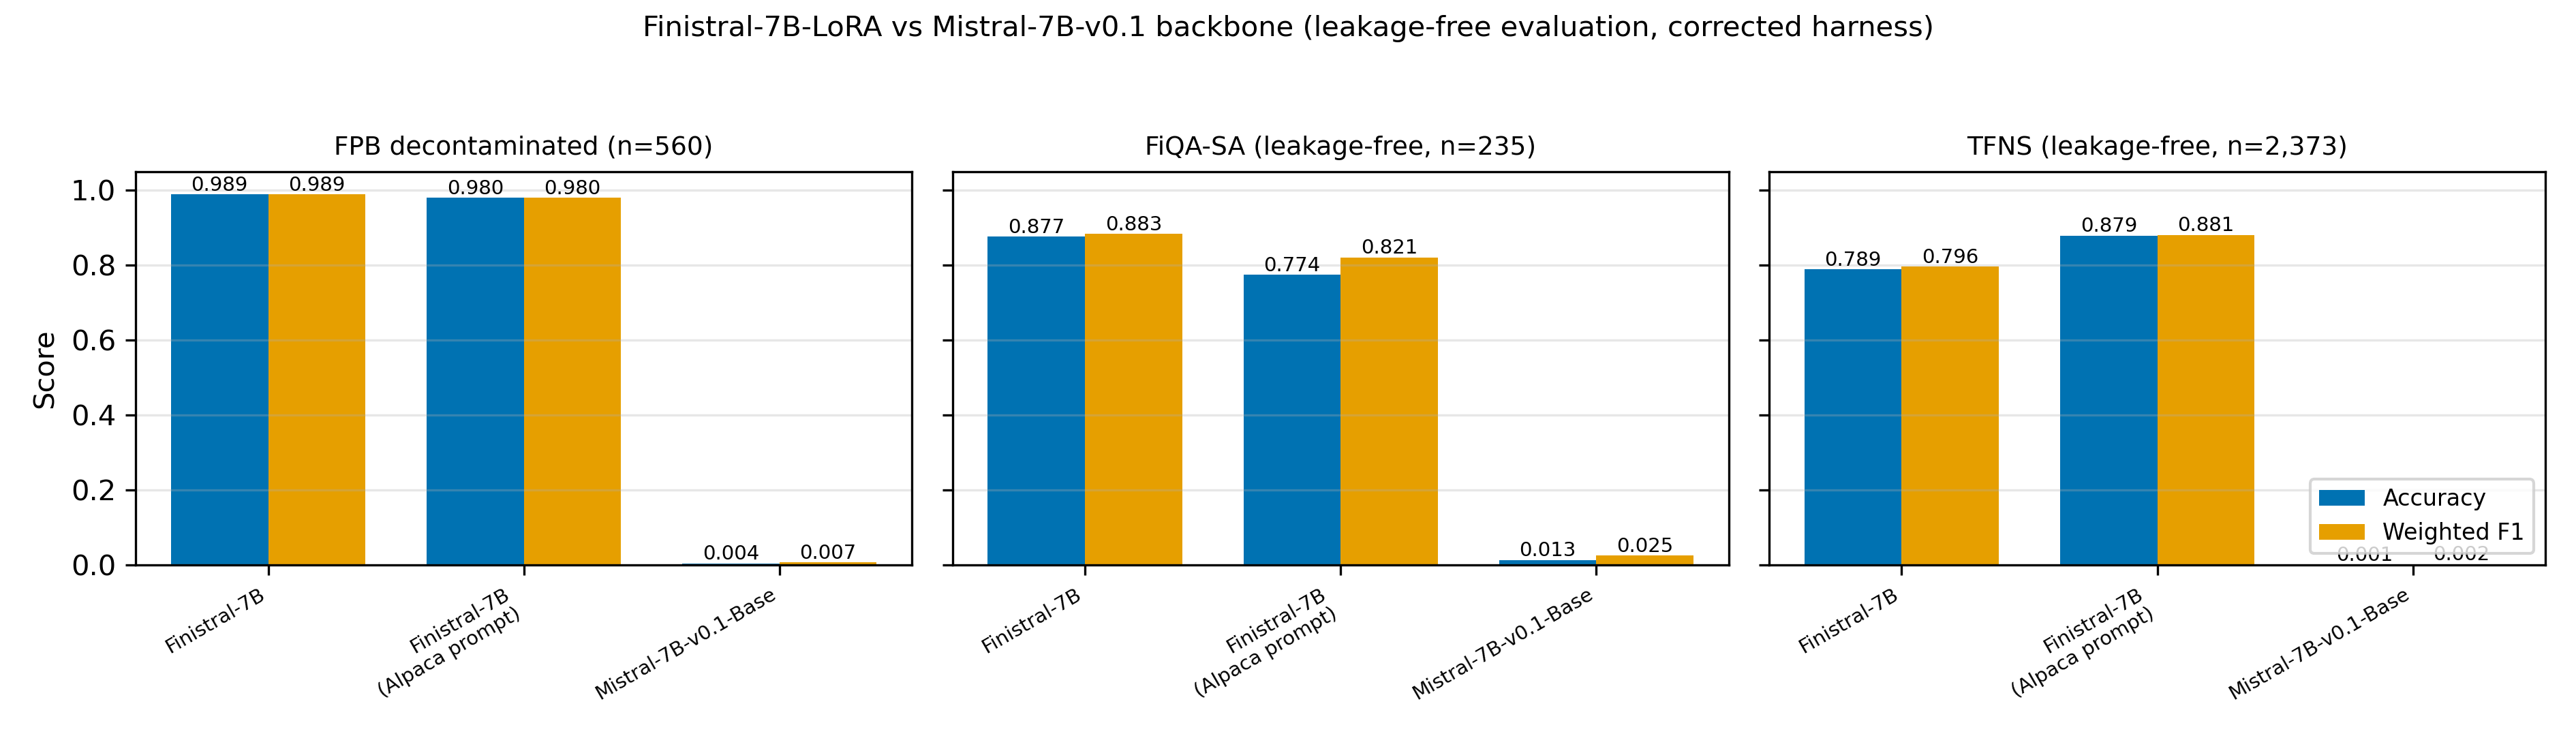 Finistral-7B-LoRA vs Mistral-7B-v0.1 backbone (leakage-free evaluation, corrected harness)
FPB decontaminated (n=560)
Score
1.0
0.8
0.6
0.4
0.2
0.0
0.989 0.989
0.980 0.980
0.004 0.007
Finistral-7B
Finistral-7B
(Alpaca prompt)
Mistral-7B-v0.1-Base
FiQA-SA (leakage-free, n=235)
0.877 0.883
0.774 0.821
0.013 0.025
Finistral-7B
Finistral-7B
(Alpaca prompt)
Mistral-7B-v0.1-Base
TFNS (leakage-free, n=2,373)
0.789 0.796
0.879 0.881
Accuracy
Weighted F1
0.001 0.002
Finistral-7B
Finistral-7B
(Alpaca prompt)
Mistral-7B-v0.1-Base